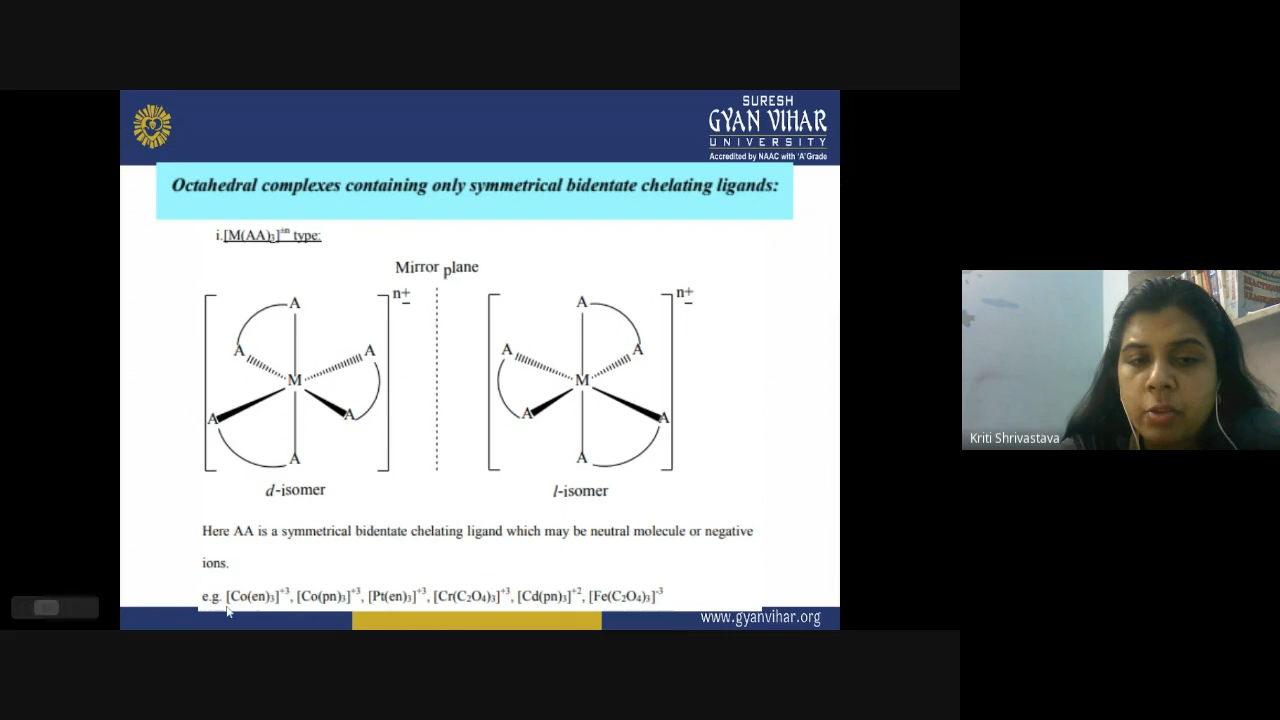 SURESH
GYAN VIHAR
UNIVERSITY
Accredited by NAAC with 'A' Grade
Octahedral complexes containing only symmetrical bidentate chelating ligands:
i.[M(AA)₃]±ⁿ type:
Mirror plane
n± n±
A A
A A A A
M M
A A A A
A A
d-isomer l-isomer
Here AA is a symmetrical bidentate chelating ligand which may be neutral molecule or negative
ions.
e.g. [Co(en)₃]⁺³, [Co(pn)₃]⁺³, [Pt(en)₃]⁺³, [Cr(C₂O₄)₃]⁺³, [Cd(pn)₃]⁺², [Fe(C₂O₄)₃]⁻³
www.gyanvihar.org
Kriti Shrivastava